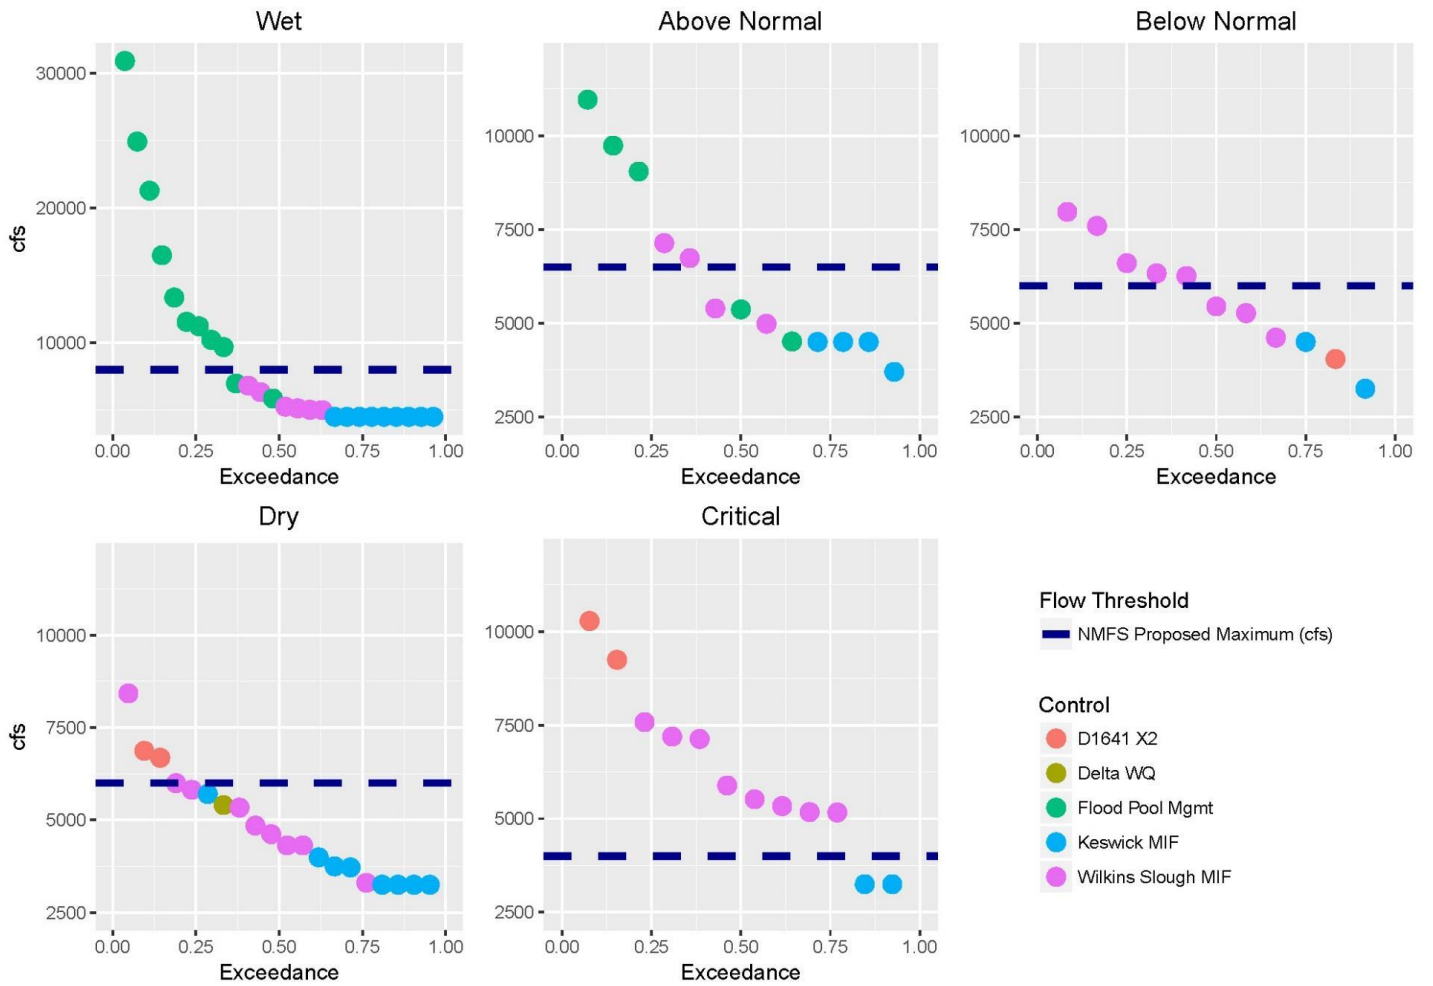 Wet
Above Normal
Below Normal
cfs
30000
20000
10000
0.00 0.25 0.50 0.75 1.00
Exceedance
10000
7500
5000
2500
0.00 0.25 0.50 0.75 1.00
Exceedance
10000
7500
5000
2500
0.00 0.25 0.50 0.75 1.00
Exceedance
Dry
Critical
cfs
10000
7500
5000
2500
0.00 0.25 0.50 0.75 1.00
Exceedance
10000
7500
5000
2500
0.00 0.25 0.50 0.75 1.00
Exceedance
Flow Threshold
NMFS Proposed Maximum (cfs)
Control
D1641 X2
Delta WQ
Flood Pool Mgmt
Keswick MIF
Wilkins Slough MIF